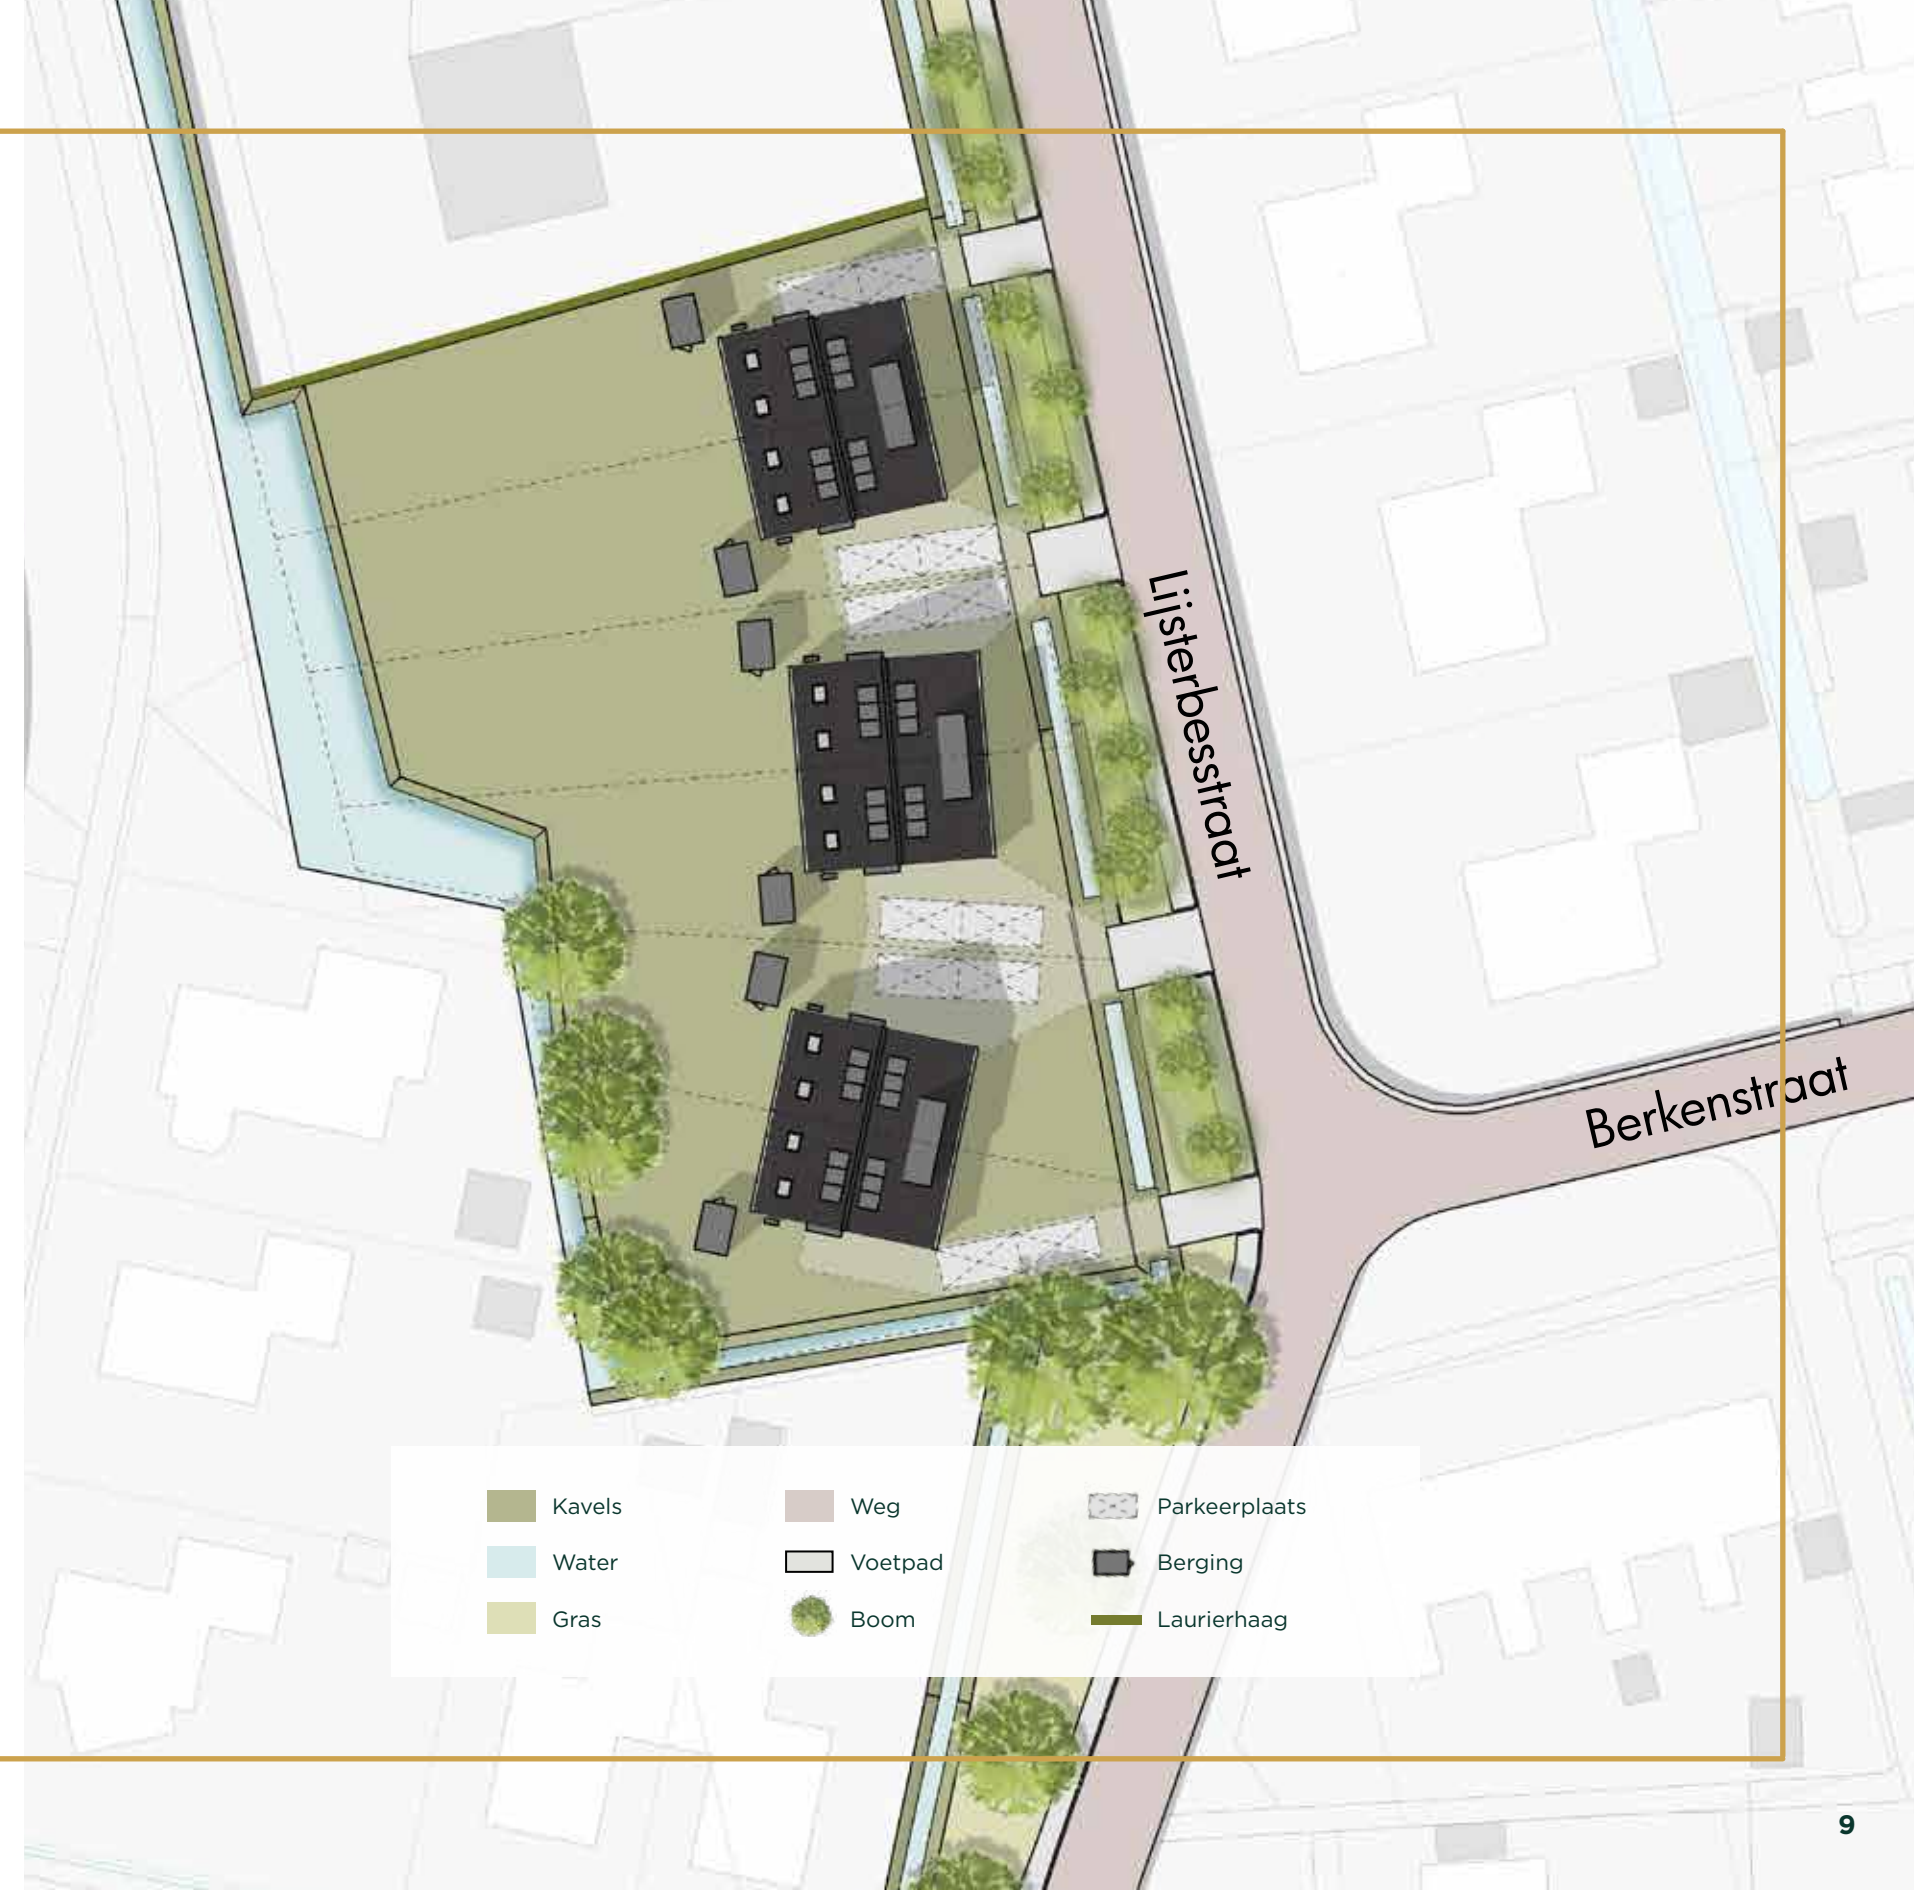 Lijsterbesstraat
Berkenstraat
Kavels
Weg
Parkeerplaats
Water
Voetpad
Berging
Gras
Boom
Laurierhaag
9